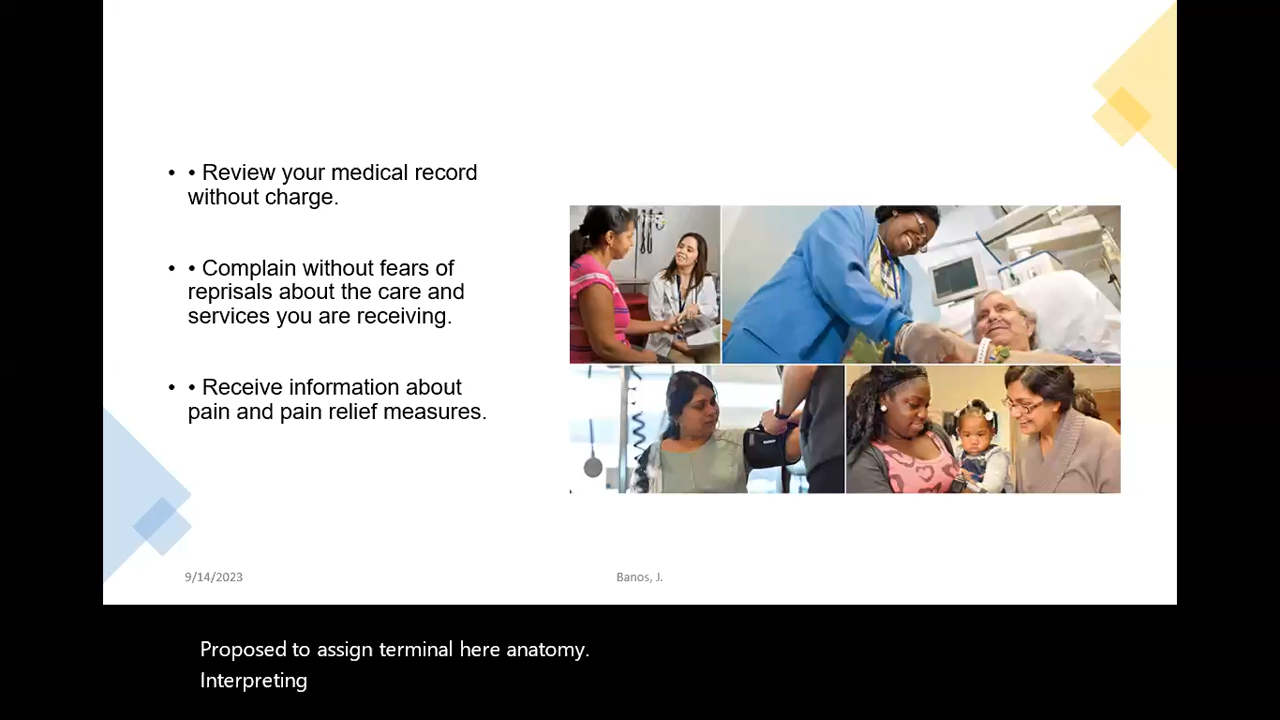 • • Review your medical record
without charge.
• • Complain without fears of
reprisals about the care and
services you are receiving.
• • Receive information about
pain and pain relief measures.
9/14/2023
Banos, J.
Proposed to assign terminal here anatomy.
Interpreting